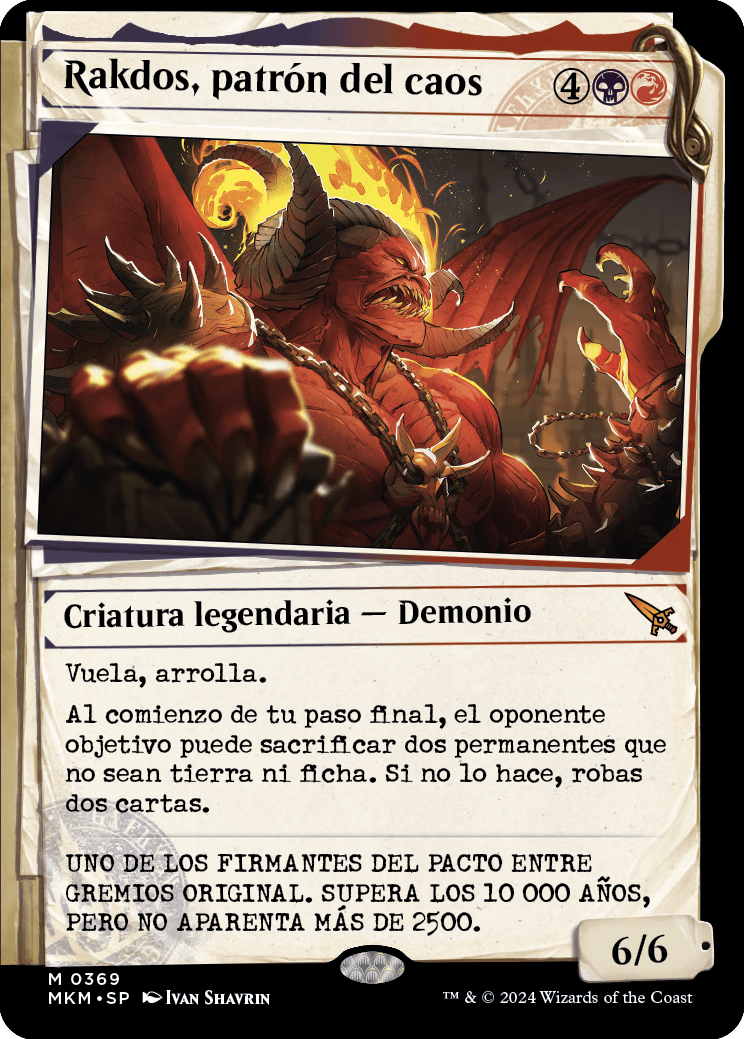 Rakdos, patrón del caos
4
Criatura legendaria — Demonio
Vuela, arrolla.
Al comienzo de tu paso final, el oponente
objetivo puede sacrificar dos permanentes que
no sean tierra ni ficha. Si no lo hace, robas
dos cartas.
UNO DE LOS FIRMANTES DEL PACTO ENTRE
GREMIOS ORIGINAL. SUPERA LOS 10 000 AÑOS,
PERO NO APARENTA MÁS DE 2500.
6/6
M 0369
MKM • SP Ivan Shavrin
™ & © 2024 Wizards of the Coast